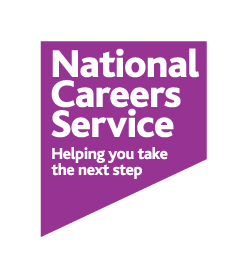 National
Careers
Service
Helping you take
the next step